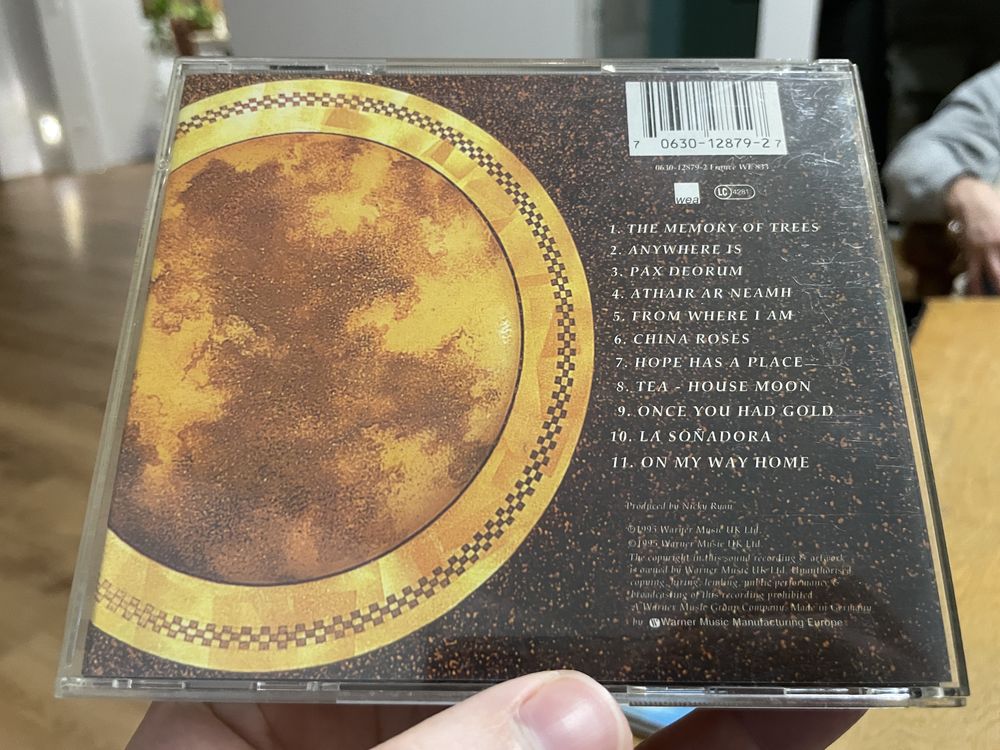 7 0630-12879-2 7
0630-12879-2 France WE 833
wea
LC 4281
1. THE MEMORY OF TREES
2. ANYWHERE IS
3. PAX DEORUM
4. ATHAIR AR NEAMH
5. FROM WHERE I AM
6. CHINA ROSES
7. HOPE HAS A PLACE
8. TEA - HOUSE MOON
9. ONCE YOU HAD GOLD
10. LA SOÑADORA
11. ON MY WAY HOME
Produced by Nicky Ryan
℗1995 Warner Music UK Ltd.
©1995 Warner Music UK Ltd.
The copyright in this sound recording & artwork
is owned by Warner Music UK Ltd. Unauthorised
copying, hiring, lending, public performance &
broadcasting of this recording prohibited
A Warner Music Group Company. Made in Germany
by Warner Music Manufacturing Europe